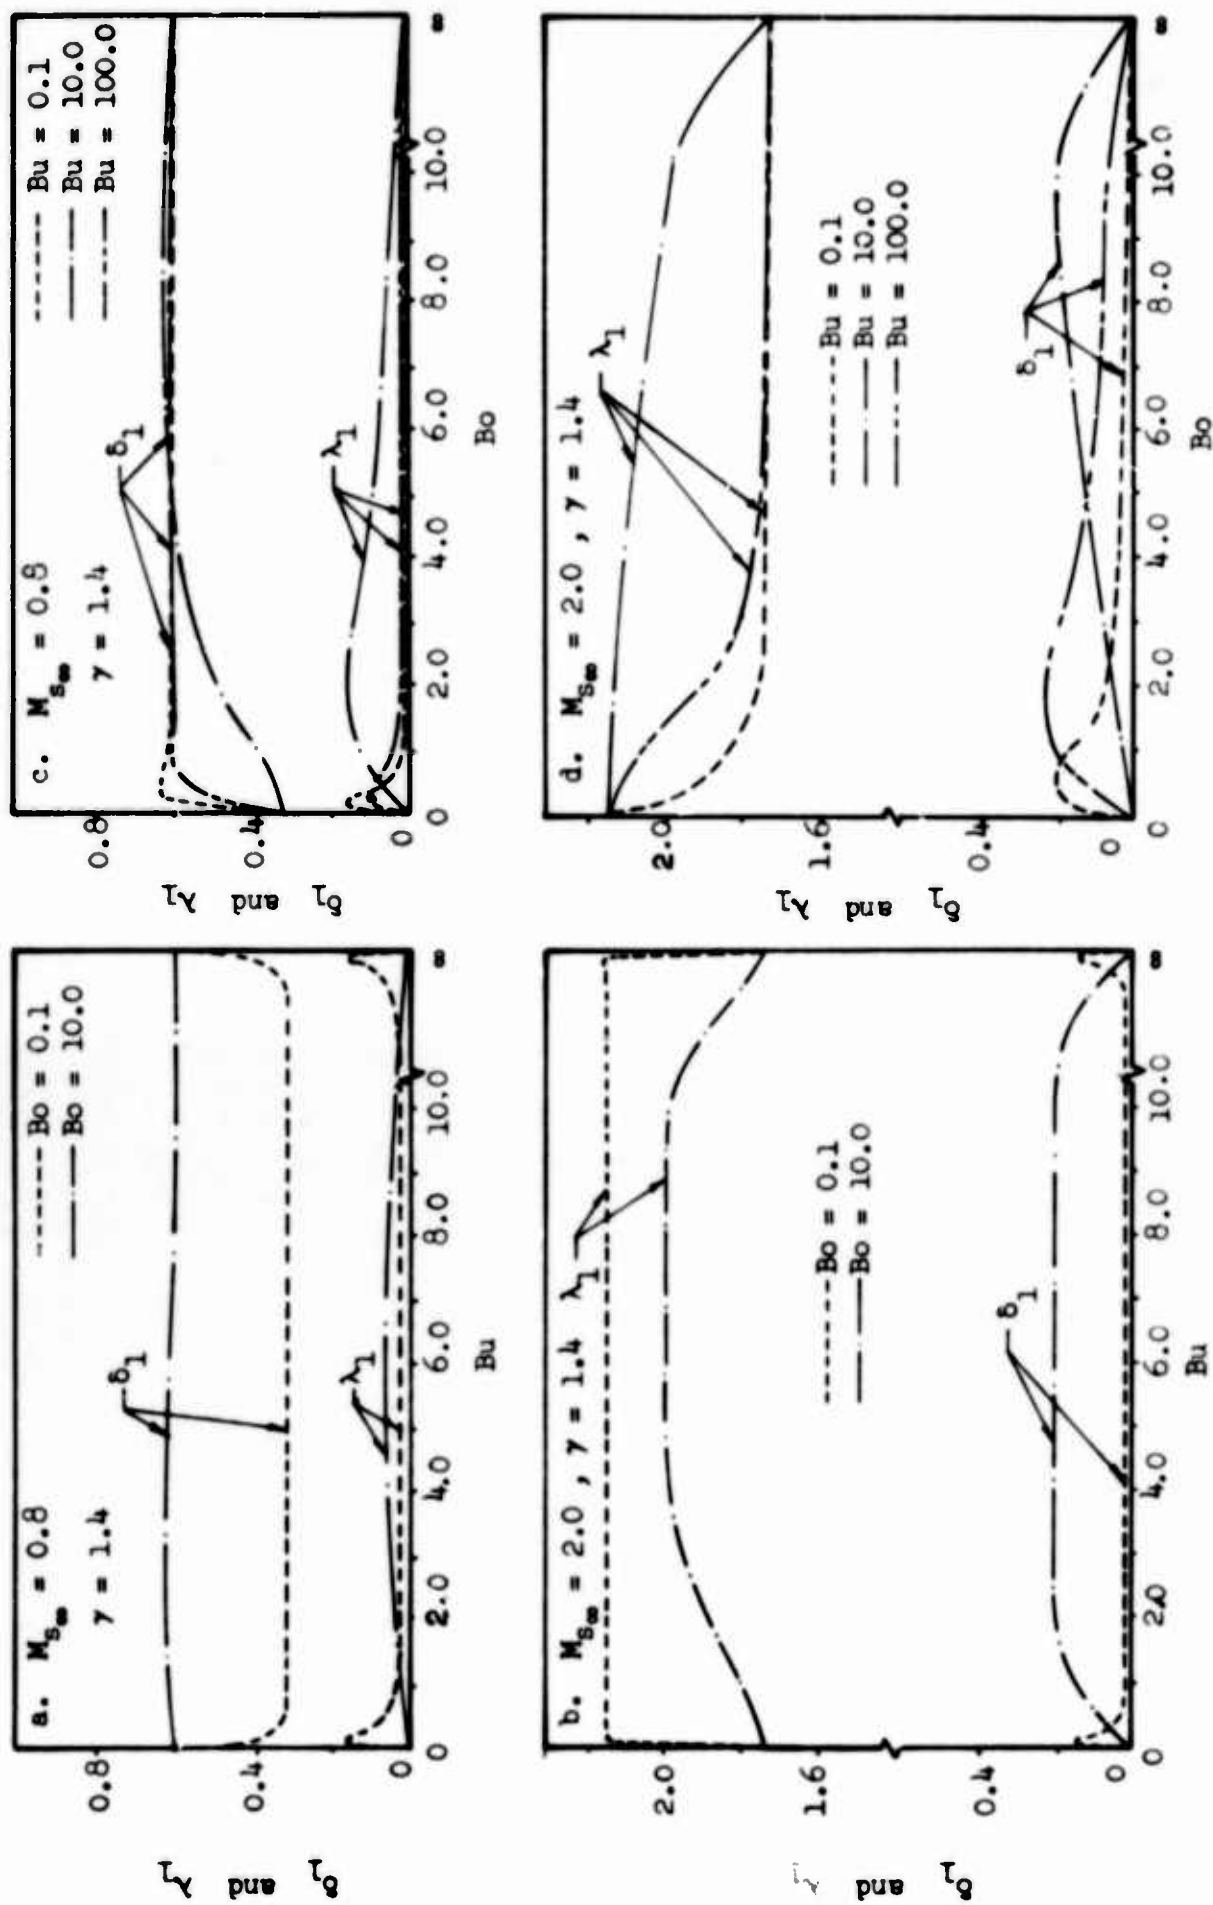 a. M_s∞ = 0.8
γ = 1.4
Bo = 0.1
Bo = 10.0
δ₁
λ₁
0.8
0.4
0
0 2.0 4.0 6.0 8.0 10.0 ∞
Bu
δ₁ and λ₁
b. M_s∞ = 2.0 , γ = 1.4
λ₁
Bo = 0.1
Bo = 10.0
δ₁
2.0
1.6
0.4
0
0 2.0 4.0 6.0 8.0 10.0 ∞
Bu
δ₁ and
c. M_s∞ = 0.8
γ = 1.4
Bu = 0.1
Bu = 10.0
Bu = 100.0
δ₁
λ₁
0.8
0.4
0
0 2.0 4.0 6.0 8.0 10.0 ∞
Bo
δ₁ and λ₁
d. M_s∞ = 2.0 , γ = 1.4
λ₁
Bu = 0.1
Bu = 10.0
Bu = 100.0
δ₁
2.0
1.6
0.4
0
0 2.0 4.0 6.0 8.0 10.0 ∞
Bo
δ₁ and λ₁